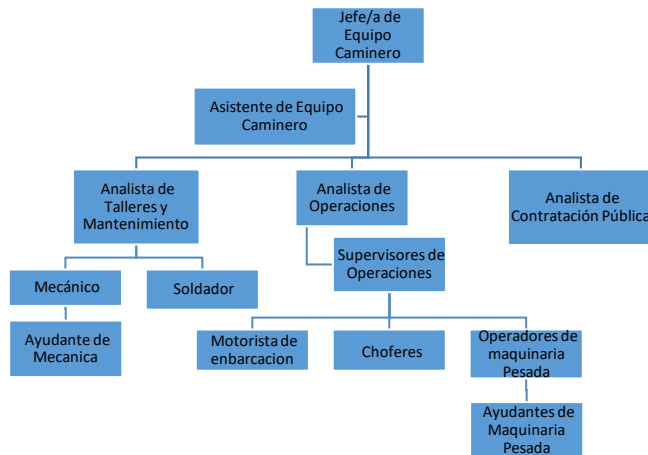 Jefe/a de
Equipo
Caminero
Asistente de Equipo
Caminero
Analista de
Talleres y
Mantenimiento
Analista de
Operaciones
Analista de
Contratación Pública
Supervisores de
Operaciones
Mecánico
Soldador
Ayudante de
Mecanica
Motorista de
enbarcacion
Choferes
Operadores de
maquinaria
Pesada
Ayudantes de
Maquinaria
Pesada